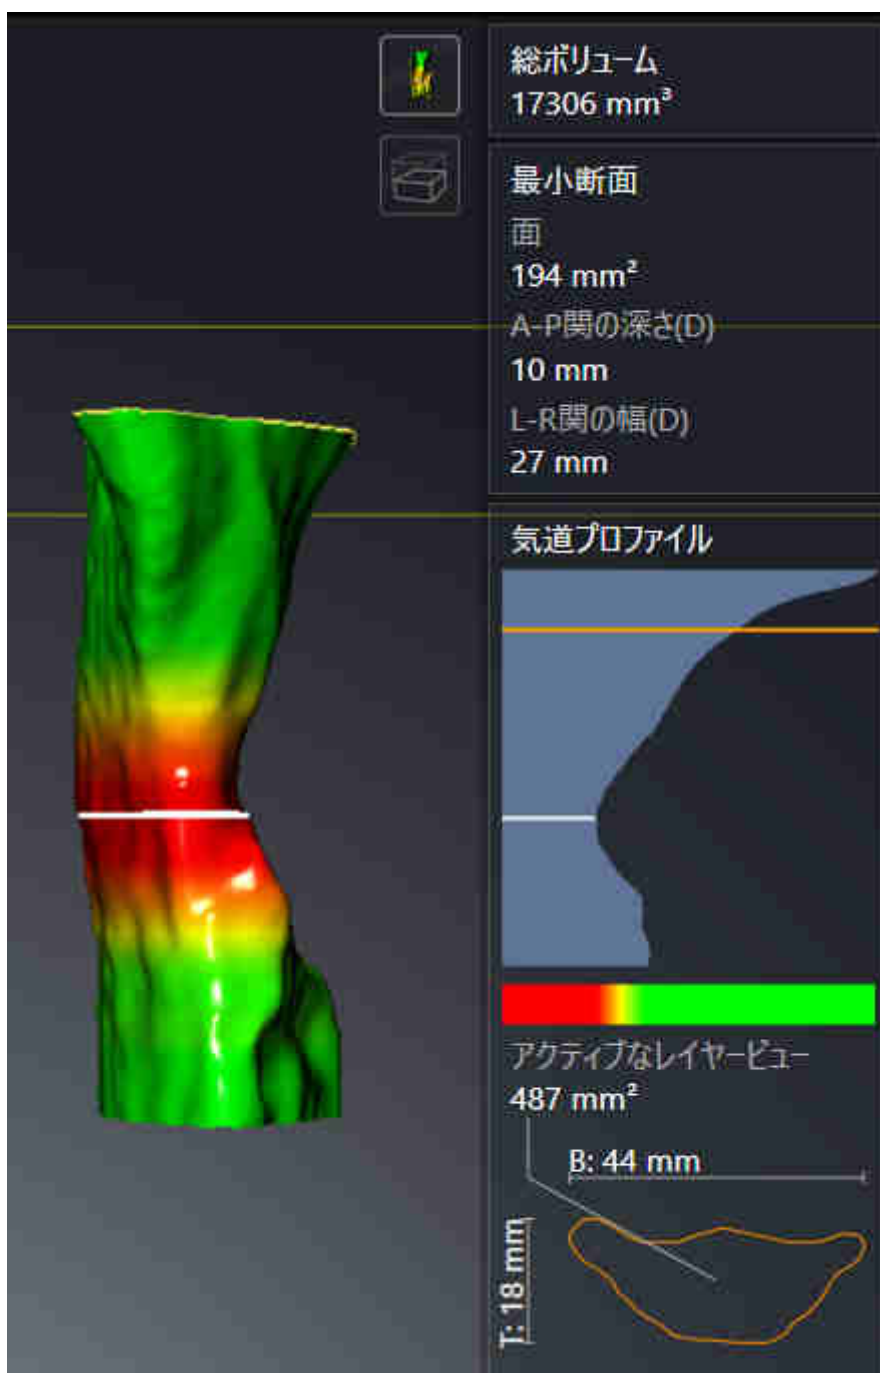 総ボリューム
17306 mm³
最小断面
面
194 mm²
A-P関の深さ(D)
10 mm
L-R関の幅(D)
27 mm
気道プロファイル
アクティブなレイヤービュー
487 mm²
B: 44 mm
T: 18 mm